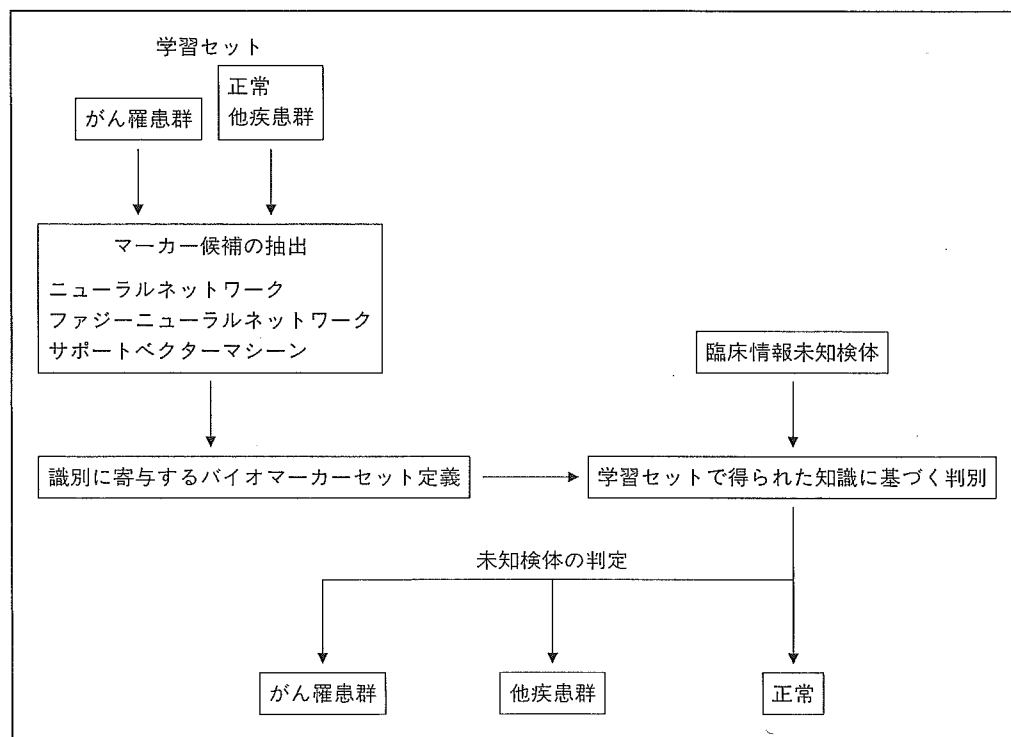 学習セット
がん罹患群
正常
他疾患群
マーカー候補の抽出
ニューラルネットワーク
ファジーニューラルネットワーク
サポートベクターマシーン
臨床情報未知検体
識別に寄与するバイオマーカーセット定義
学習セットで得られた知識に基づく判別
未知検体の判定
がん罹患群
他疾患群
正常